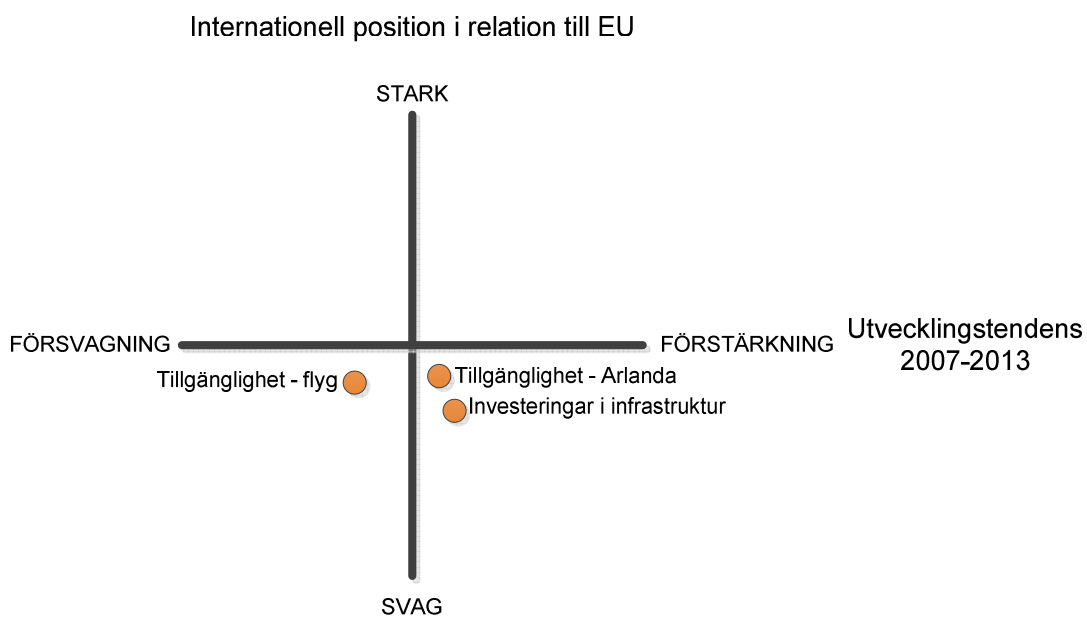 Internationell position i relation till EU
STARK
FÖRSVAGNING
FÖRSTÄRKNING
Utvecklingstendens
2007-2013
Tillgänglighet - flyg
Tillgänglighet - Arlanda
Investeringar i infrastruktur
SVAG